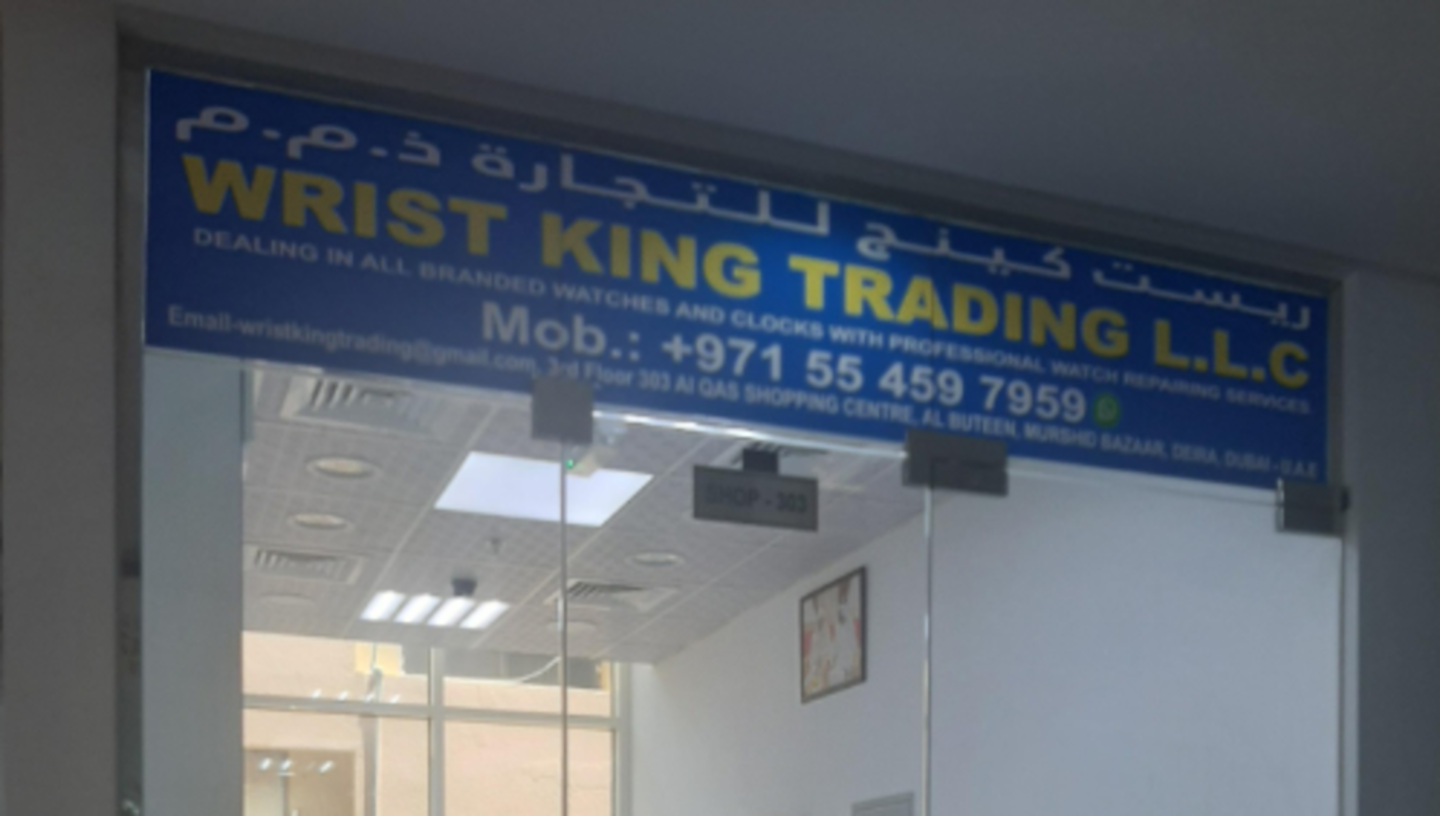 ريست كينج للتجارة ذ.م.م
WRIST KING TRADING L.L.C
DEALING IN ALL BRANDED WATCHES AND CLOCKS WITH PROFESSIONAL WATCH REPAIRING SERVICES
Mob.: +971 55 459 7959
Email-wristkingtrading@gmail.com, 3rd Floor 303 Al QAS SHOPPING CENTRE, AL BUTEEN, MURSHID BAZAAR, DEIRA, DUBAI - U.A.E
SHOP - 303